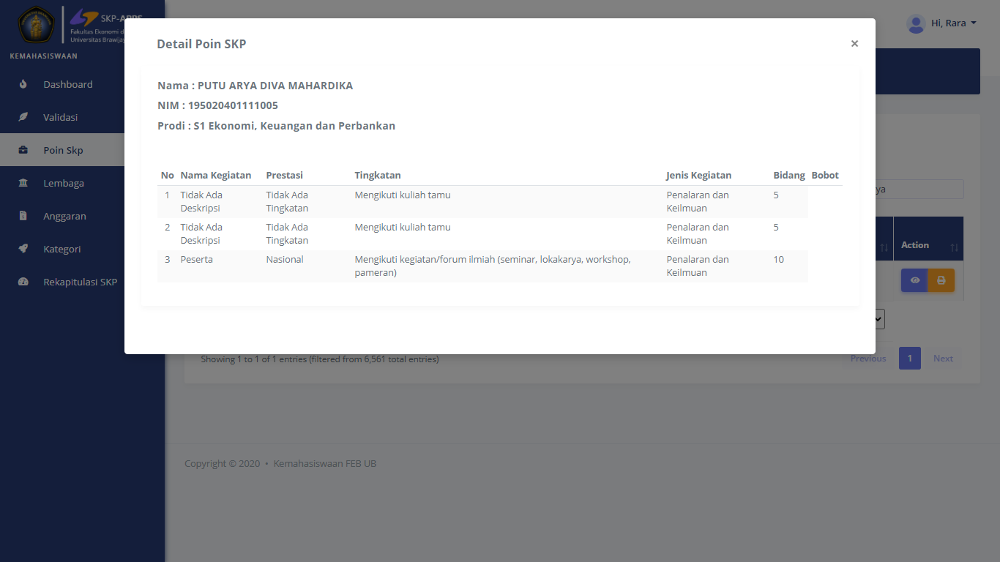 SKP-APPS
Fakultas Ekonomi d
Universitas Brawijay
KEMAHASISWAAN
Dashboard
Validasi
Poin Skp
Lembaga
Anggaran
Kategori
Rekapitulasi SKP
Hi, Rara
Detail Poin SKP
×
Nama : PUTU ARYA DIVA MAHARDIKA
NIM : 195020401111005
Prodi : S1 Ekonomi, Keuangan dan Perbankan
No Nama Kegiatan Prestasi Tingkatan Jenis Kegiatan Bidang Bobot
1 Tidak Ada Tidak Ada Mengikuti kuliah tamu Penalaran dan 5
Deskripsi Tingkatan Keilmuan
2 Tidak Ada Tidak Ada Mengikuti kuliah tamu Penalaran dan 5
Deskripsi Tingkatan Keilmuan
3 Peserta Nasional Mengikuti kegiatan/forum ilmiah (seminar, lokakarya, workshop, Penalaran dan 10
pameran) Keilmuan
ya
Action
Showing 1 to 1 of 1 entries (filtered from 6,561 total entries)
Previous 1 Next
Copyright © 2020 • Kemahasiswaan FEB UB